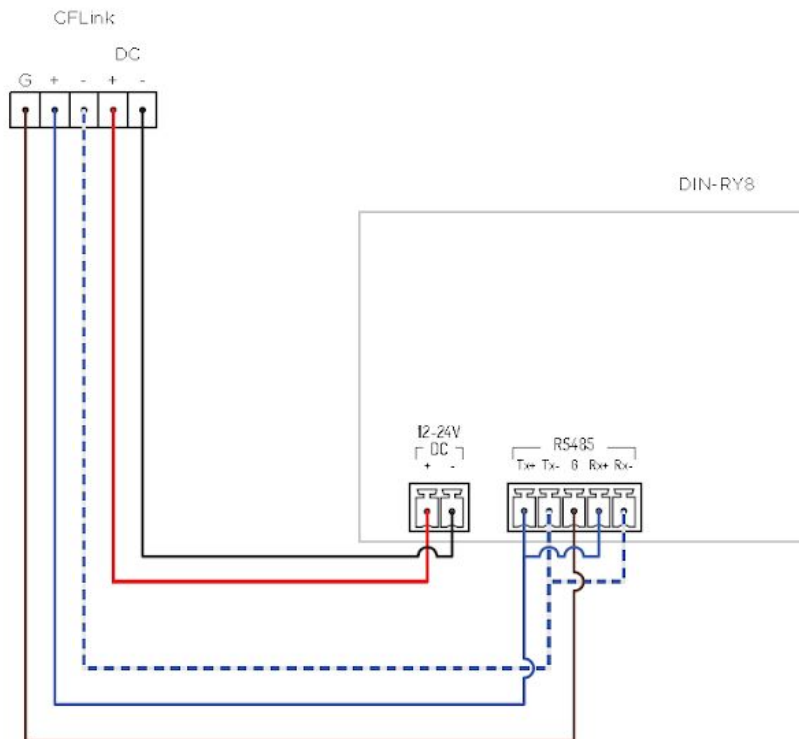 CFLink
DC
G + - + -
DIN-RY8
12-24V
DC
+ -
RS485
Tx+ Tx- G Rx+ Rx-